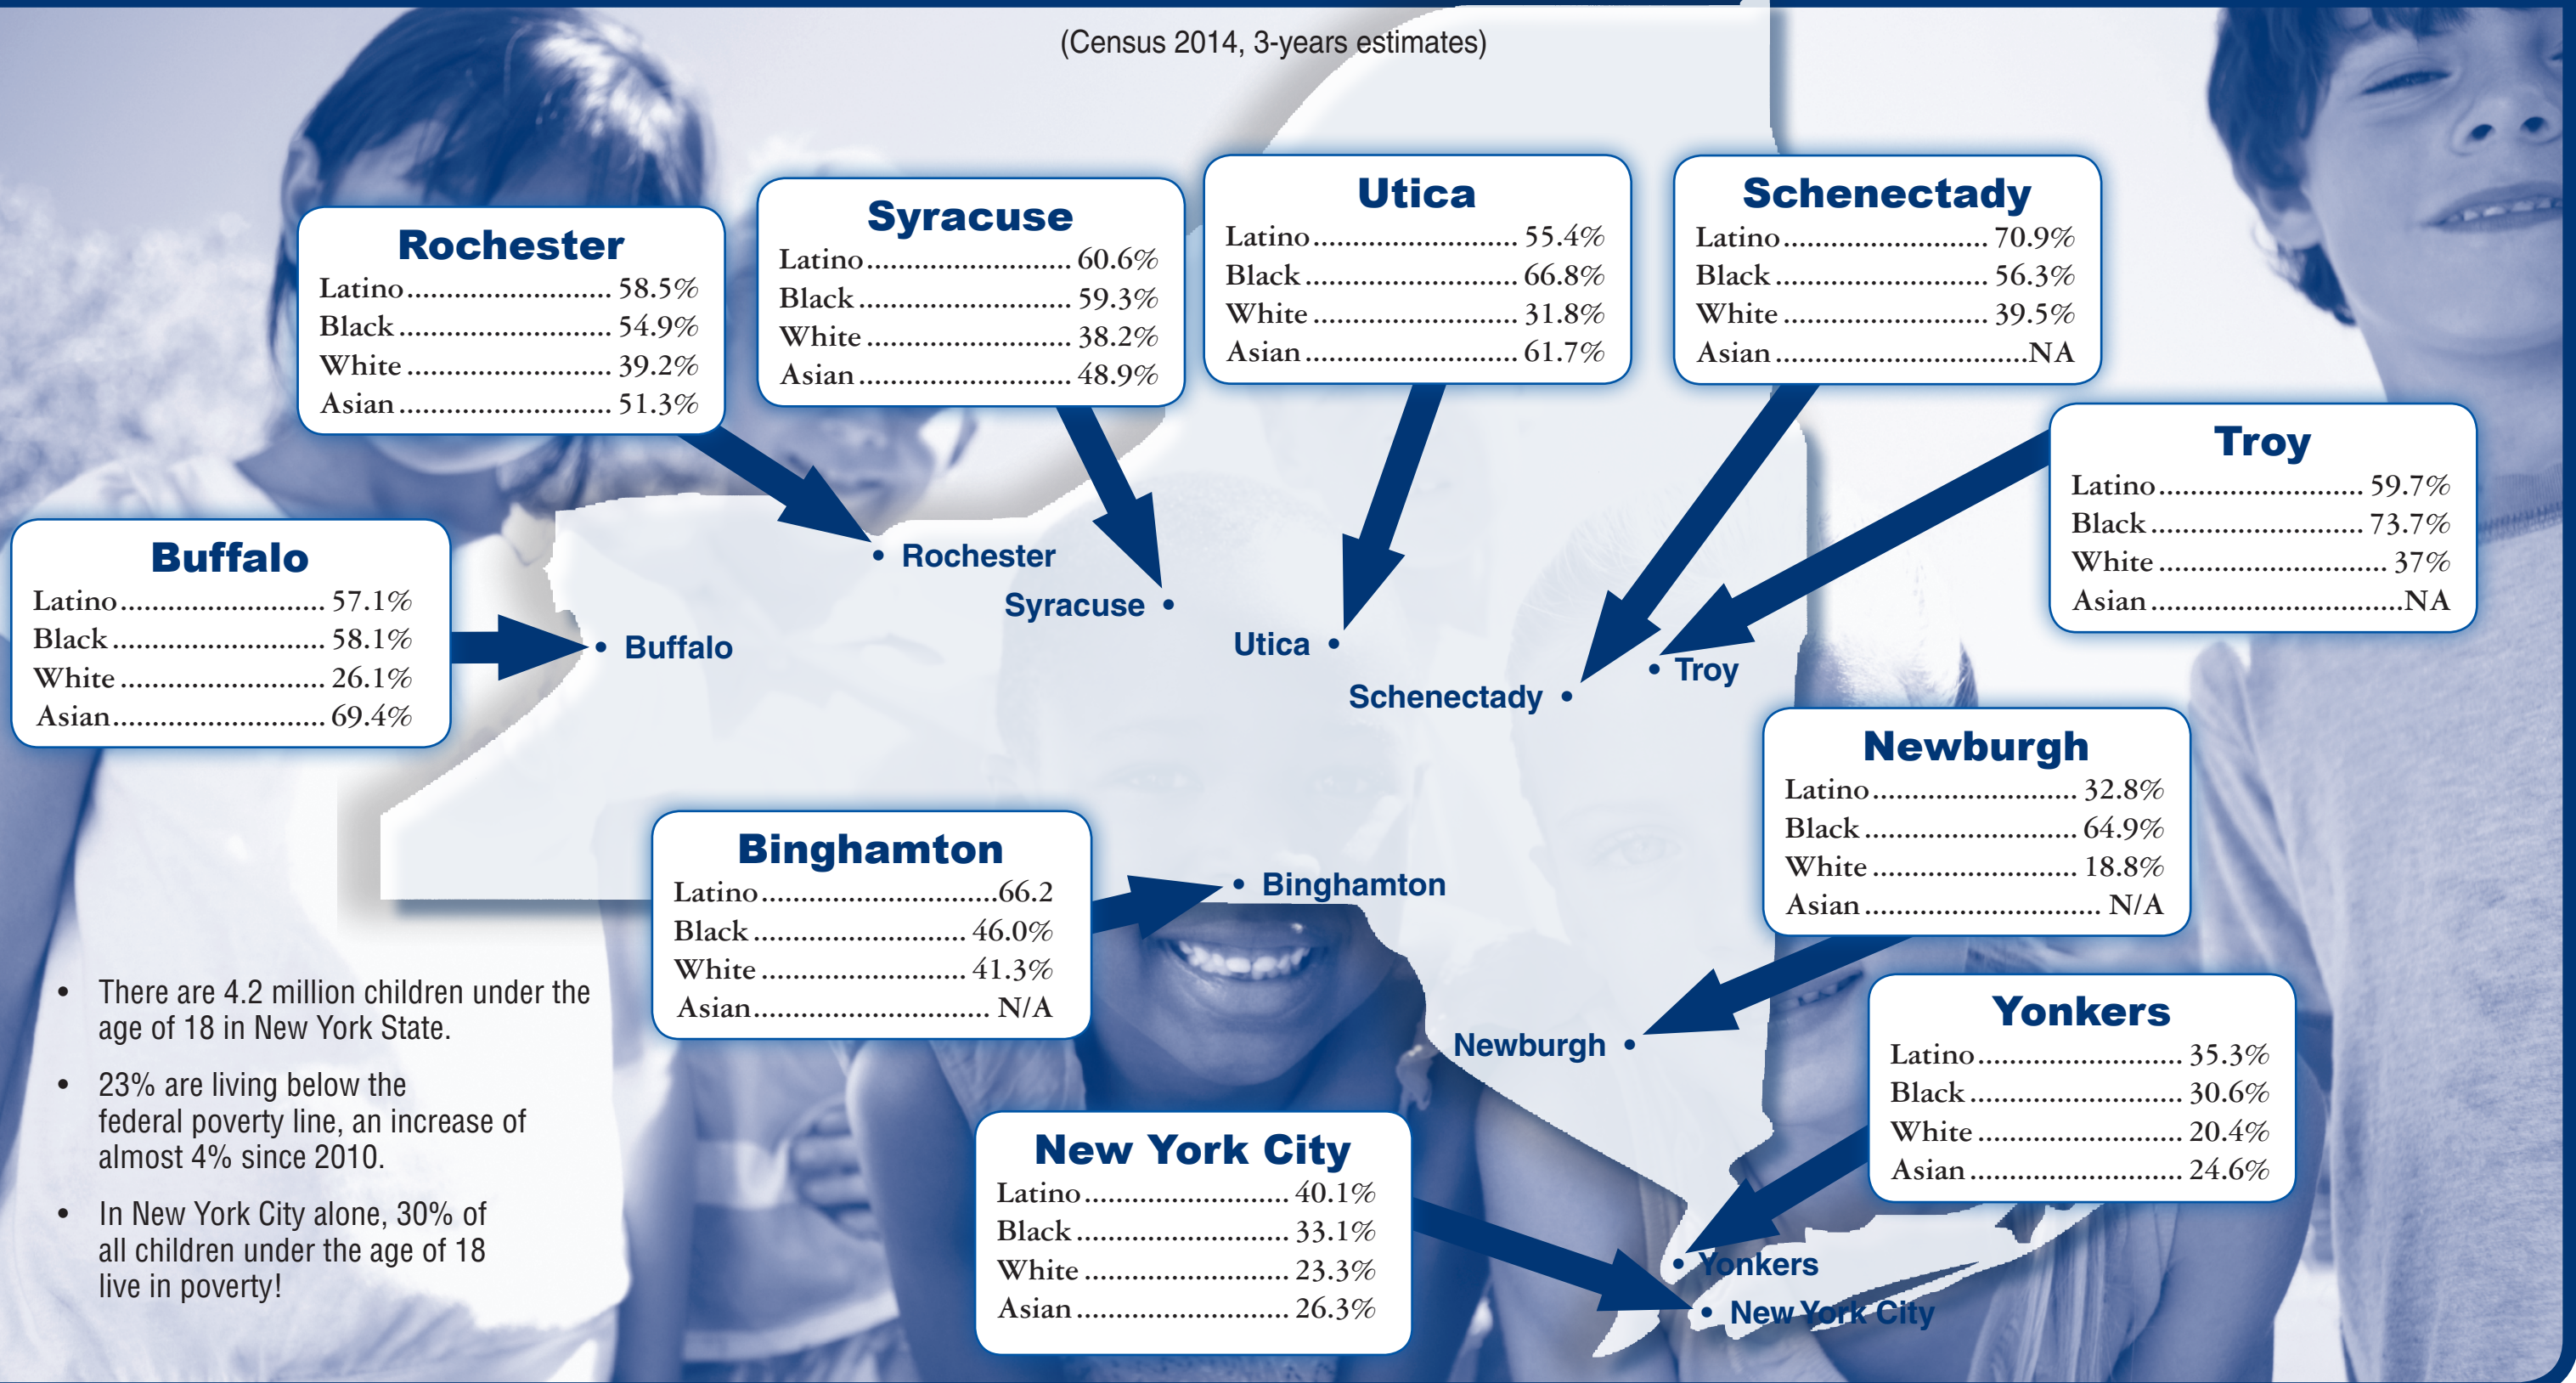 (Census 2014, 3-years estimates)
Rochester
Latino.......................... 58.5%
Black ........................... 54.9%
White .......................... 39.2%
Asian ........................... 51.3%
Syracuse
Latino.......................... 60.6%
Black ........................... 59.3%
White .......................... 38.2%
Asian ........................... 48.9%
Utica
Latino.......................... 55.4%
Black ........................... 66.8%
White .......................... 31.8%
Asian ........................... 61.7%
Schenectady
Latino.......................... 70.9%
Black ........................... 56.3%
White .......................... 39.5%
Asian ................................NA
Troy
Latino.......................... 59.7%
Black ........................... 73.7%
White ............................. 37%
Asian ................................NA
Buffalo
Latino.......................... 57.1%
Black ........................... 58.1%
White .......................... 26.1%
Asian........................... 69.4%
• Rochester
Syracuse •
Utica •
• Buffalo
• Troy
Schenectady •
Newburgh
Latino.......................... 32.8%
Black ........................... 64.9%
White .......................... 18.8%
Asian .............................. N/A
Binghamton
Latino..............................66.2
Black ........................... 46.0%
White .......................... 41.3%
Asian.............................. N/A
• Binghamton
Newburgh •
• There are 4.2 million children under the
age of 18 in New York State.
• 23% are living below the
federal poverty line, an increase of
almost 4% since 2010.
• In New York City alone, 30% of
all children under the age of 18
live in poverty!
Yonkers
Latino.......................... 35.3%
Black ........................... 30.6%
White .......................... 20.4%
Asian ........................... 24.6%
New York City
Latino.......................... 40.1%
Black ........................... 33.1%
White .......................... 23.3%
Asian ........................... 26.3%
• Yonkers
• New York City